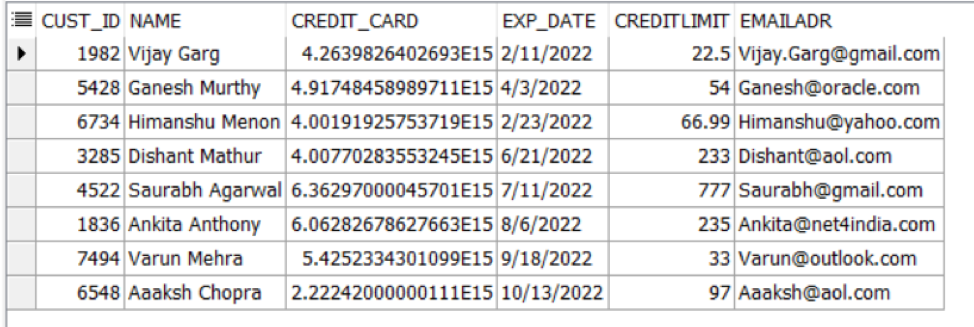 CUST_ID NAME CREDIT_CARD EXP_DATE CREDITLIMIT EMAILADR
1982 Vijay Garg 4.2639826402693E15 2/11/2022 22.5 Vijay.Garg@gmail.com
5428 Ganesh Murthy 4.91748458989711E15 4/3/2022 54 Ganesh@oracle.com
6734 Himanshu Menon 4.00191925753719E15 2/23/2022 66.99 Himanshu@yahoo.com
3285 Dishant Mathur 4.00770283553245E15 6/21/2022 233 Dishant@aol.com
4522 Saurabh Agarwal 6.36297000045701E15 7/11/2022 777 Saurabh@gmail.com
1836 Ankita Anthony 6.06282678627663E15 8/6/2022 235 Ankita@net4india.com
7494 Varun Mehra 5.4252334301099E15 9/18/2022 33 Varun@outlook.com
6548 Aaaksh Chopra 2.22242000000111E15 10/13/2022 97 Aaaksh@aol.com